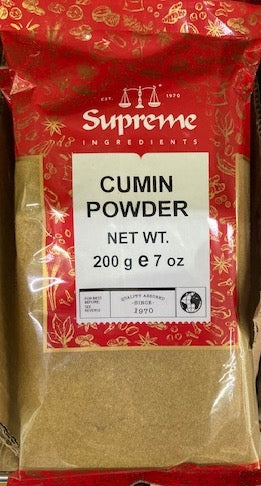 EST. 1970
Supreme
INGREDIENTS
CUMIN
POWDER
NET WT.
200 g e 7 oz
FOR BEST
BEFORE:
SEE
REVERSE
QUALITY ASSURED
SINCE
1970